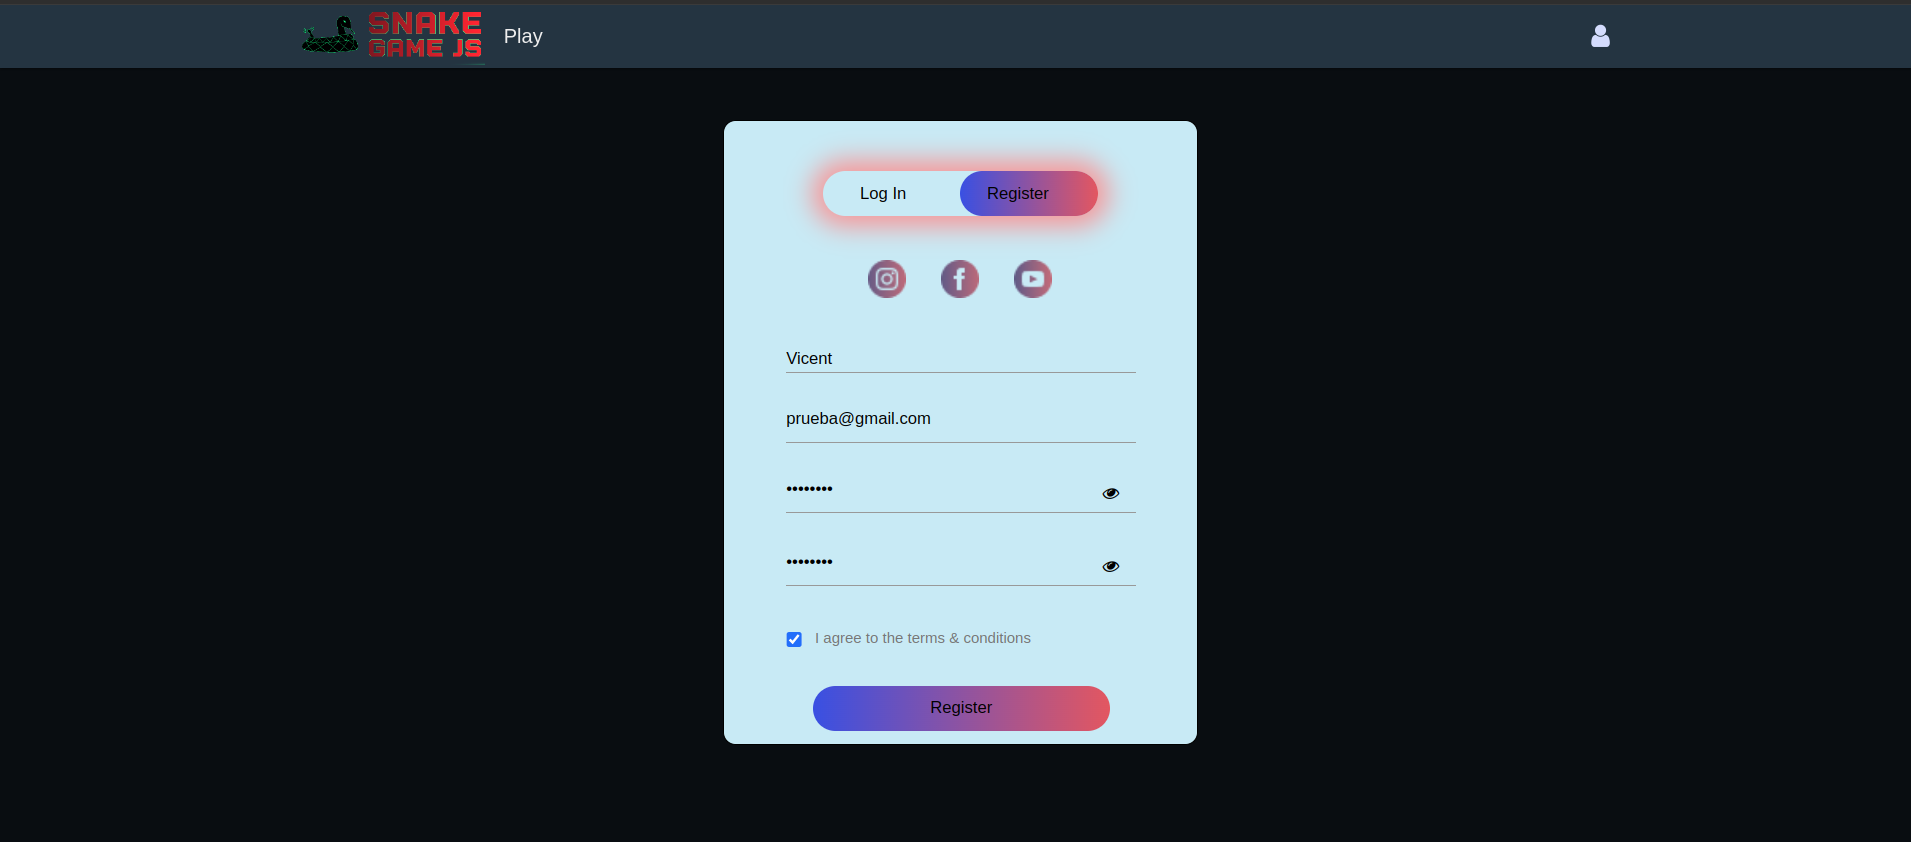 SNAKE
GAME JS
Play
Log In
Register
Vicent
prueba@gmail.com
••••••••
••••••••
I agree to the terms & conditions
Register